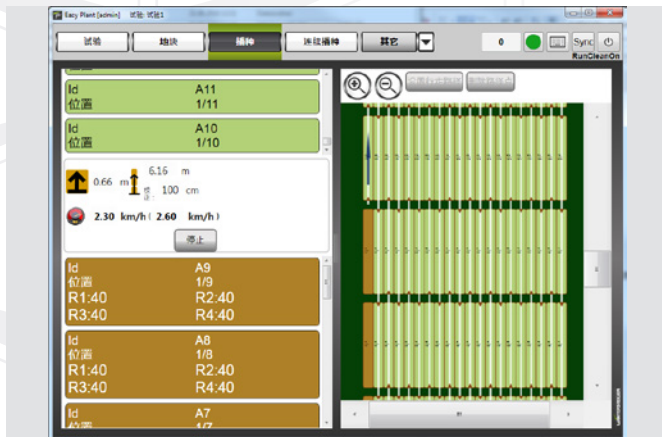 Easy Plant [admin] 试验: 试验1
试验 地块 播种 连续播种 其它 0 Sync
RunCleanOn
Id A11
位置 1/11
Id A10
位置 1/10
6.16 m
0.66 m
100 cm
2.30 km/h ( 2.60 km/h )
停止
Id A9
位置 1/9
R1:40 R2:40
R3:40 R4:40
Id A8
位置 1/8
R1:40 R2:40
R3:40 R4:40
Id A7
位置 1/7